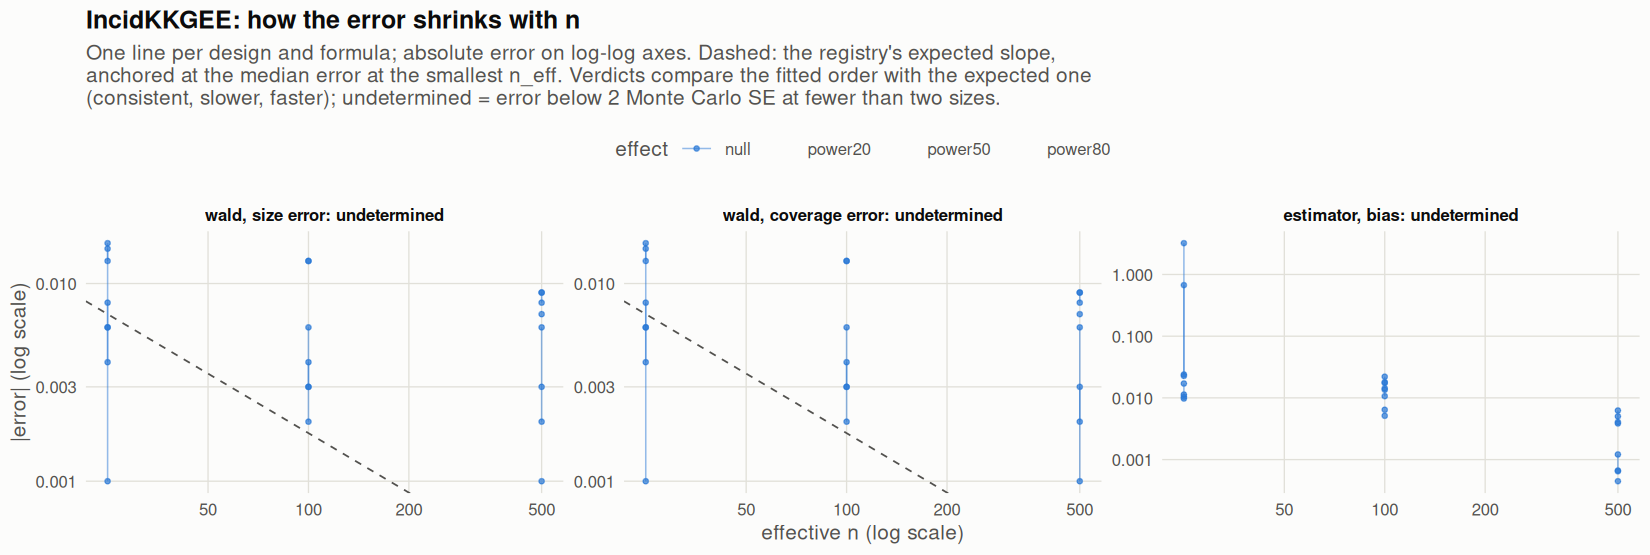 IncidKKGEE: how the error shrinks with n
One line per design and formula; absolute error on log-log axes. Dashed: the registry's expected slope,
anchored at the median error at the smallest n_eff. Verdicts compare the fitted order with the expected one
(consistent, slower, faster); undetermined = error below 2 Monte Carlo SE at fewer than two sizes.
effect null power20 power50 power80
wald, size error: undetermined
wald, coverage error: undetermined
estimator, bias: undetermined
|error| (log scale)
0.010
0.003
0.001
50 100 200 500
0.010
0.003
0.001
50 100 200 500
1.000
0.100
0.010
0.001
50 100 200 500
effective n (log scale)